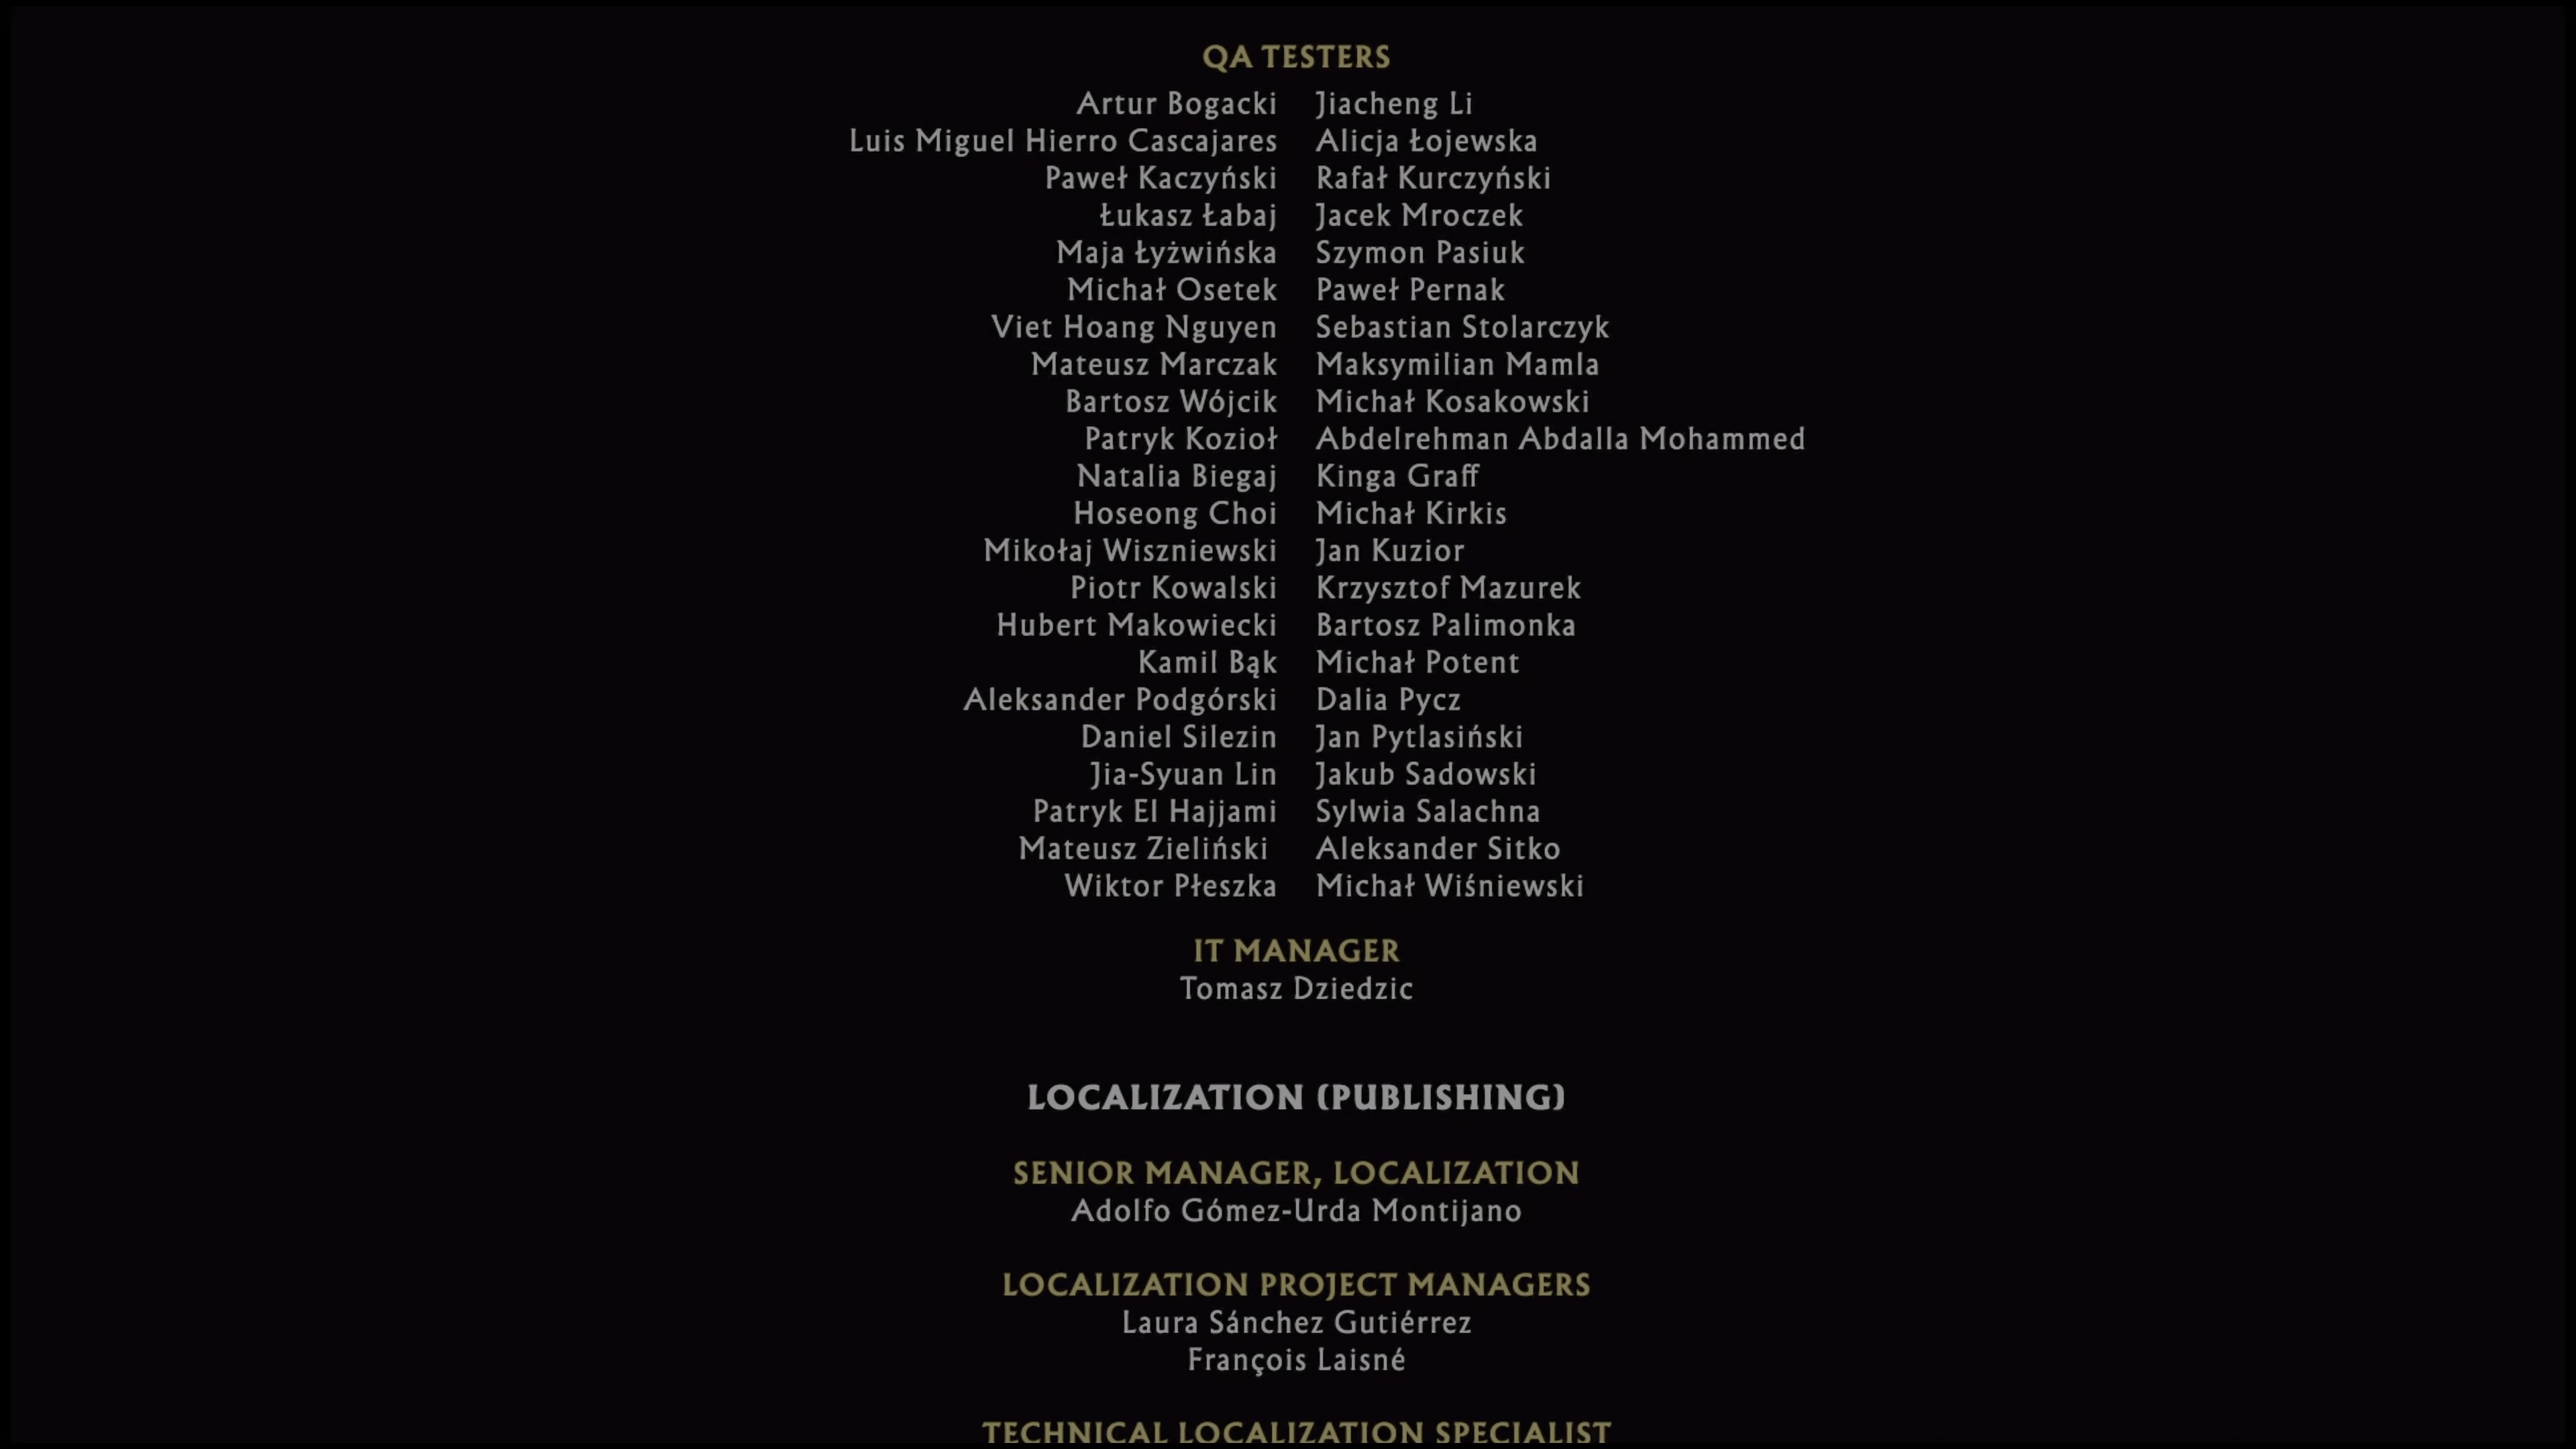 QA TESTERS
Artur Bogacki Jiacheng Li
Luis Miguel Hierro Cascajares Alicja Łojewska
Paweł Kaczyński Rafał Kurczyński
Łukasz Łabaj Jacek Mroczek
Maja Łyżwińska Szymon Pasiuk
Michał Osetek Paweł Pernak
Viet Hoang Nguyen Sebastian Stolarczyk
Mateusz Marczak Maksymilian Mamla
Bartosz Wójcik Michał Kosakowski
Patryk Kozioł Abdelrehman Abdalla Mohammed
Natalia Biegaj Kinga Graff
Hoseong Choi Michał Kirkis
Mikołaj Wiszniewski Jan Kuzior
Piotr Kowalski Krzysztof Mazurek
Hubert Makowiecki Bartosz Palimonka
Kamil Bąk Michał Potent
Aleksander Podgórski Dalia Pycz
Daniel Silezin Jan Pytlasiński
Jia-Syuan Lin Jakub Sadowski
Patryk El Hajjami Sylwia Salachna
Mateusz Zieliński Aleksander Sitko
Wiktor Płeszka Michał Wiśniewski
IT MANAGER
Tomasz Dziedzic
LOCALIZATION (PUBLISHING)
SENIOR MANAGER, LOCALIZATION
Adolfo Gómez-Urda Montijano
LOCALIZATION PROJECT MANAGERS
Laura Sánchez Gutiérrez
François Laisné
TECHNICAL LOCALIZATION SPECIALIST